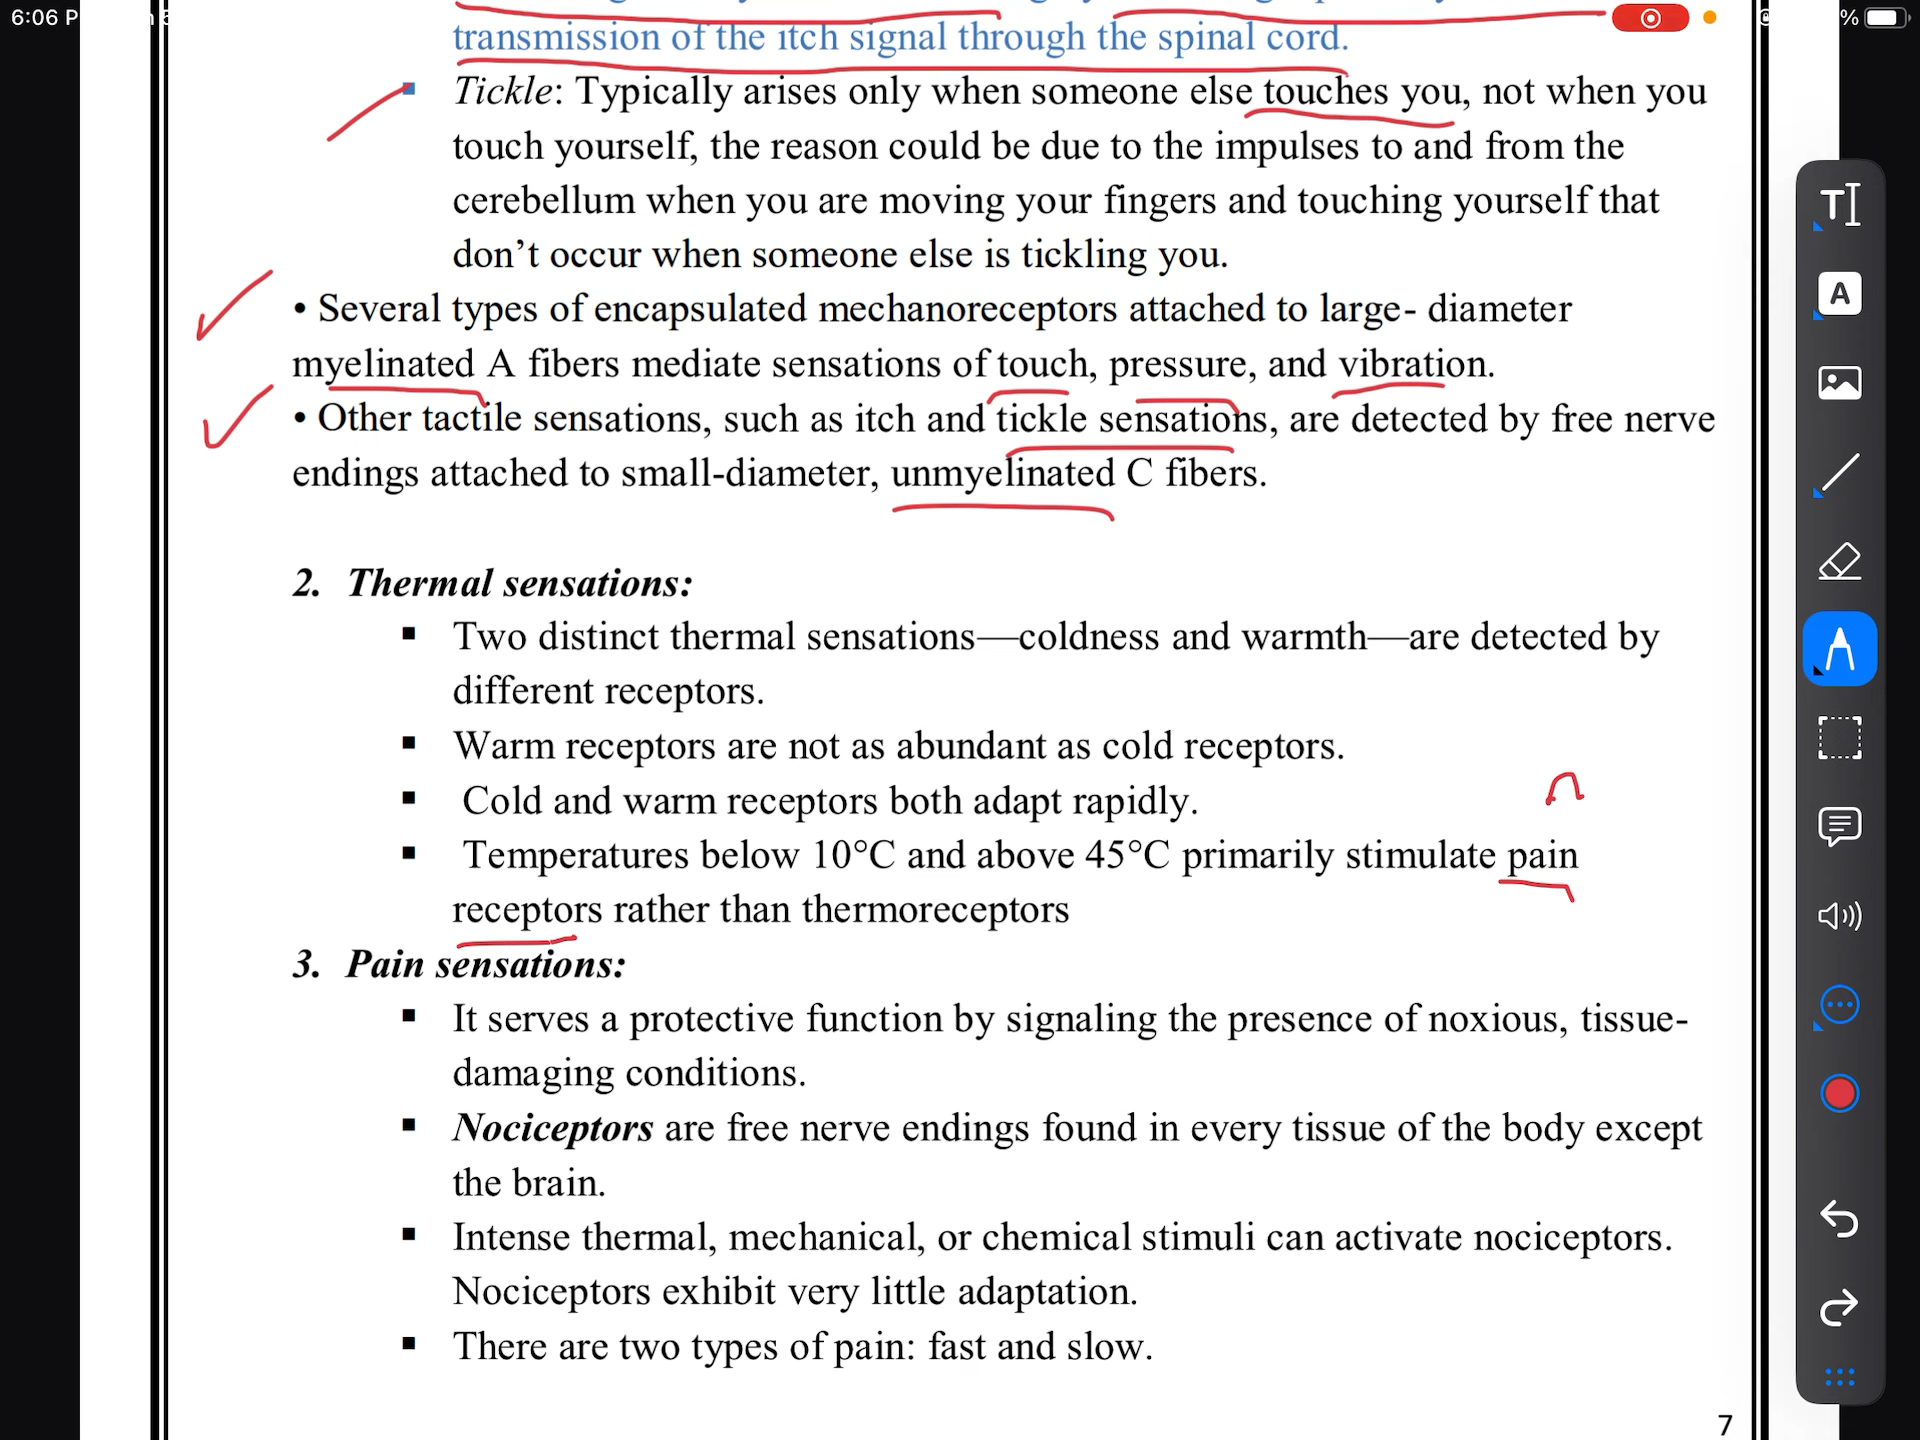 6:06 P
%
transmission of the itch signal through the spinal cord.
▪ Tickle: Typically arises only when someone else touches you, not when you
touch yourself, the reason could be due to the impulses to and from the
cerebellum when you are moving your fingers and touching yourself that
don't occur when someone else is tickling you.
• Several types of encapsulated mechanoreceptors attached to large- diameter
myelinated A fibers mediate sensations of touch, pressure, and vibration.
• Other tactile sensations, such as itch and tickle sensations, are detected by free nerve
endings attached to small-diameter, unmyelinated C fibers.
2. Thermal sensations:
▪ Two distinct thermal sensations—coldness and warmth—are detected by
different receptors.
▪ Warm receptors are not as abundant as cold receptors.
▪ Cold and warm receptors both adapt rapidly.
▪ Temperatures below 10°C and above 45°C primarily stimulate pain
receptors rather than thermoreceptors
3. Pain sensations:
▪ It serves a protective function by signaling the presence of noxious, tissue-
damaging conditions.
▪ Nociceptors are free nerve endings found in every tissue of the body except
the brain.
▪ Intense thermal, mechanical, or chemical stimuli can activate nociceptors.
Nociceptors exhibit very little adaptation.
▪ There are two types of pain: fast and slow.
7